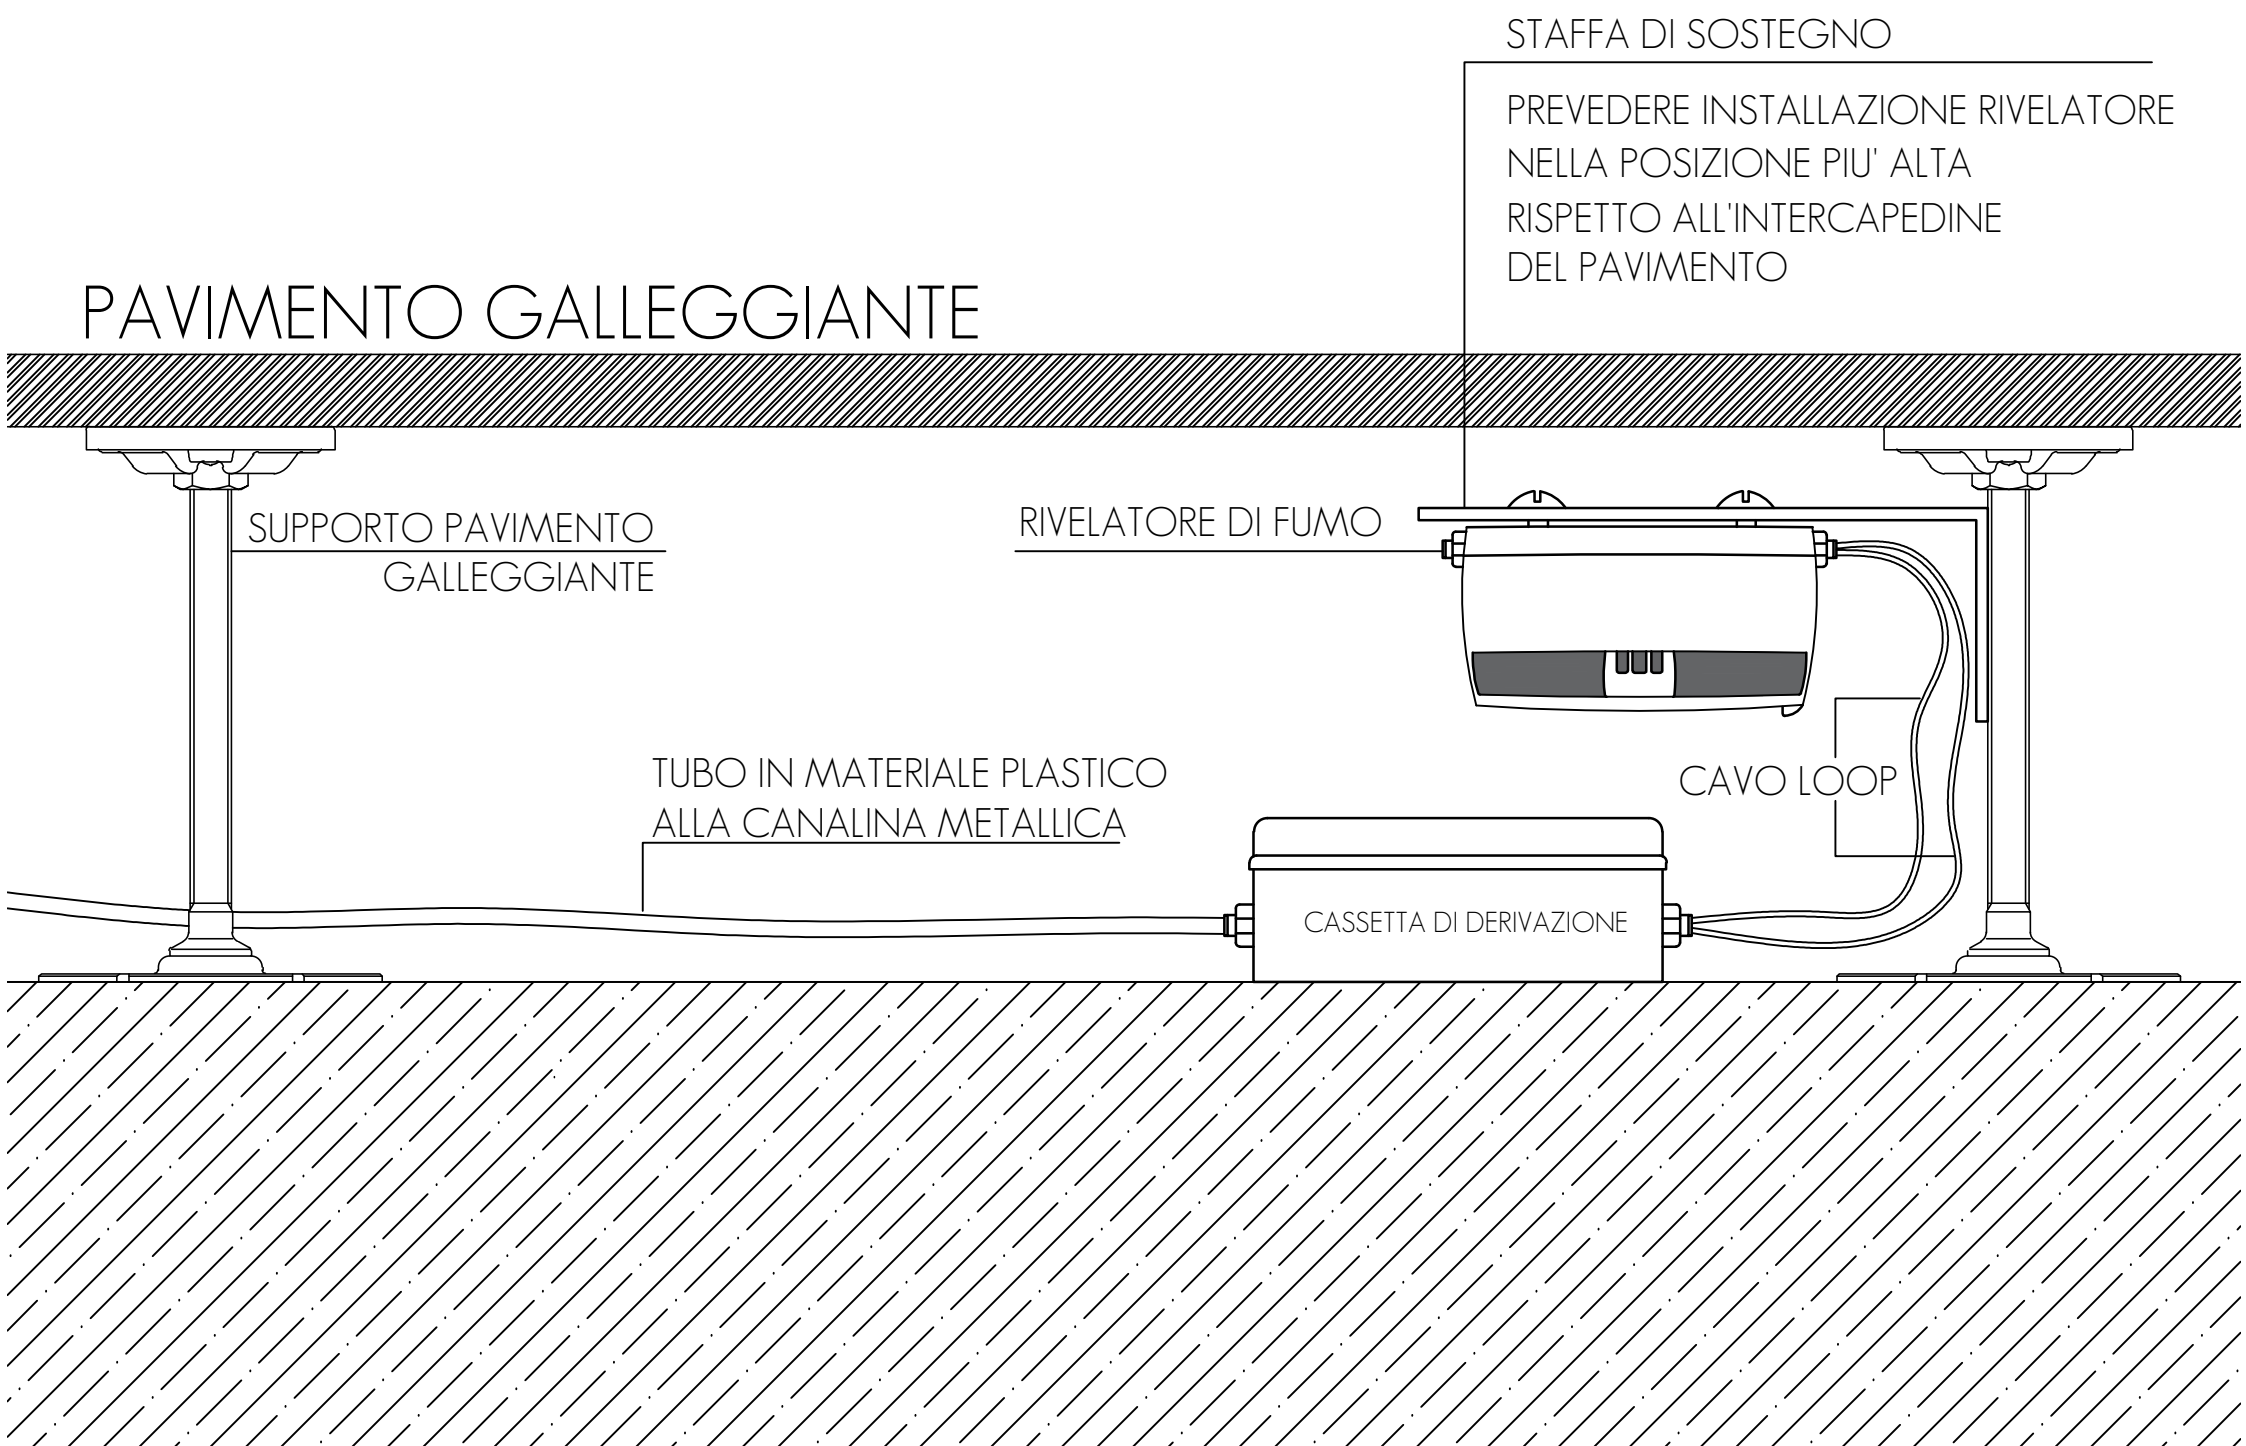 STAFFA DI SOSTEGNO
PREVEDERE INSTALLAZIONE RIVELATORE
NELLA POSIZIONE PIU' ALTA
RISPETTO ALL'INTERCAPEDINE
DEL PAVIMENTO
PAVIMENTO GALLEGGIANTE
SUPPORTO PAVIMENTO
GALLEGGIANTE
RIVELATORE DI FUMO
TUBO IN MATERIALE PLASTICO
ALLA CANALINA METALLICA
CAVO LOOP
CASSETTA DI DERIVAZIONE